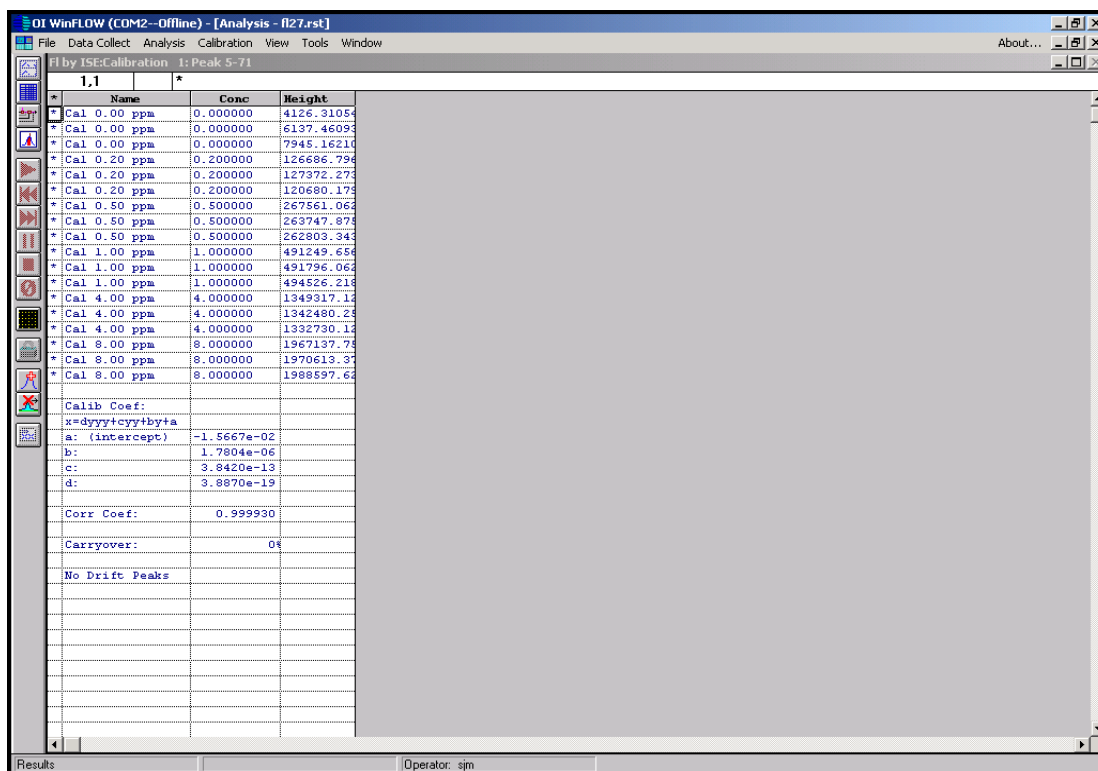 OI WinFLOW (COM2--Offline) - [Analysis - fl27.rst]
File Data Collect Analysis Calibration View Tools Window About...
Fl by ISE:Calibration 1: Peak 5-71
1,1 *
* Name Conc Height
* Cal 0.00 ppm 0.000000 4126.31054
* Cal 0.00 ppm 0.000000 6137.46093
* Cal 0.00 ppm 0.000000 7945.16210
* Cal 0.20 ppm 0.200000 126686.796
* Cal 0.20 ppm 0.200000 127372.273
* Cal 0.20 ppm 0.200000 120680.179
* Cal 0.50 ppm 0.500000 267561.062
* Cal 0.50 ppm 0.500000 263747.875
* Cal 0.50 ppm 0.500000 262803.343
* Cal 1.00 ppm 1.000000 491249.656
* Cal 1.00 ppm 1.000000 491796.062
* Cal 1.00 ppm 1.000000 494526.218
* Cal 4.00 ppm 4.000000 1349317.12
* Cal 4.00 ppm 4.000000 1342480.25
* Cal 4.00 ppm 4.000000 1332730.12
* Cal 8.00 ppm 8.000000 1967137.75
* Cal 8.00 ppm 8.000000 1970613.37
* Cal 8.00 ppm 8.000000 1988597.62
Calib Coef:
x=dyyy+cyy+by+a
a: (intercept) -1.5667e-02
b: 1.7804e-06
c: 3.8420e-13
d: 3.8870e-19
Corr Coef: 0.999930
Carryover: 0%
No Drift Peaks
Results Operator: sjm